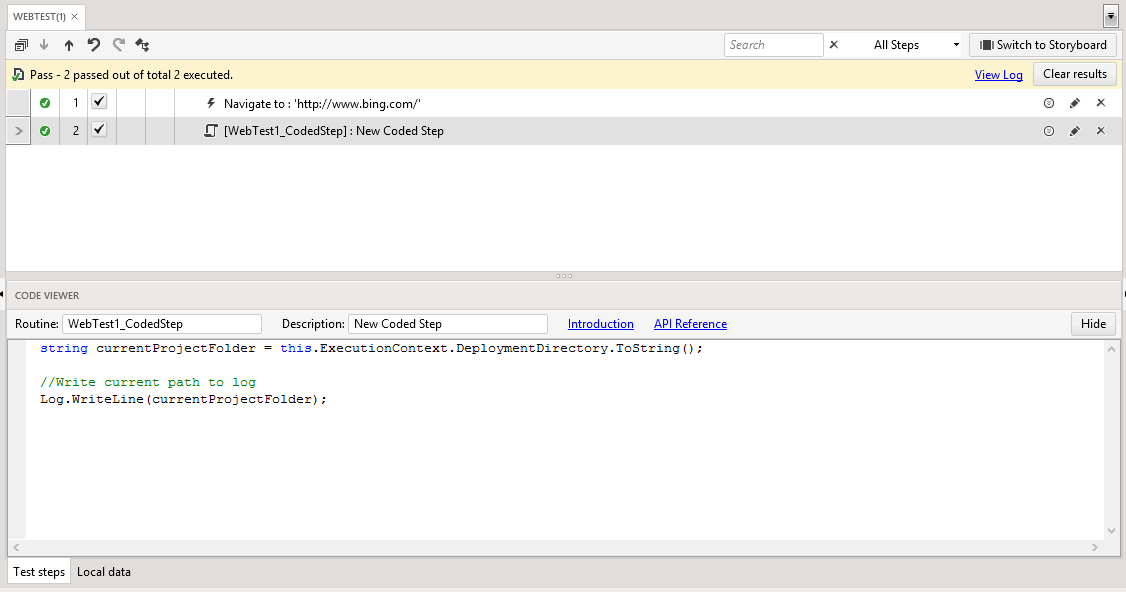 WEBTEST(1)
Search All Steps Switch to Storyboard
Pass - 2 passed out of total 2 executed. View Log Clear results
1 Navigate to : 'http://www.bing.com/'
2 [WebTest1_CodedStep] : New Coded Step
CODE VIEWER
Routine: WebTest1_CodedStep Description: New Coded Step Introduction API Reference Hide
string currentProjectFolder = this.ExecutionContext.DeploymentDirectory.ToString();
//Write current path to log
Log.WriteLine(currentProjectFolder);
Test steps Local data